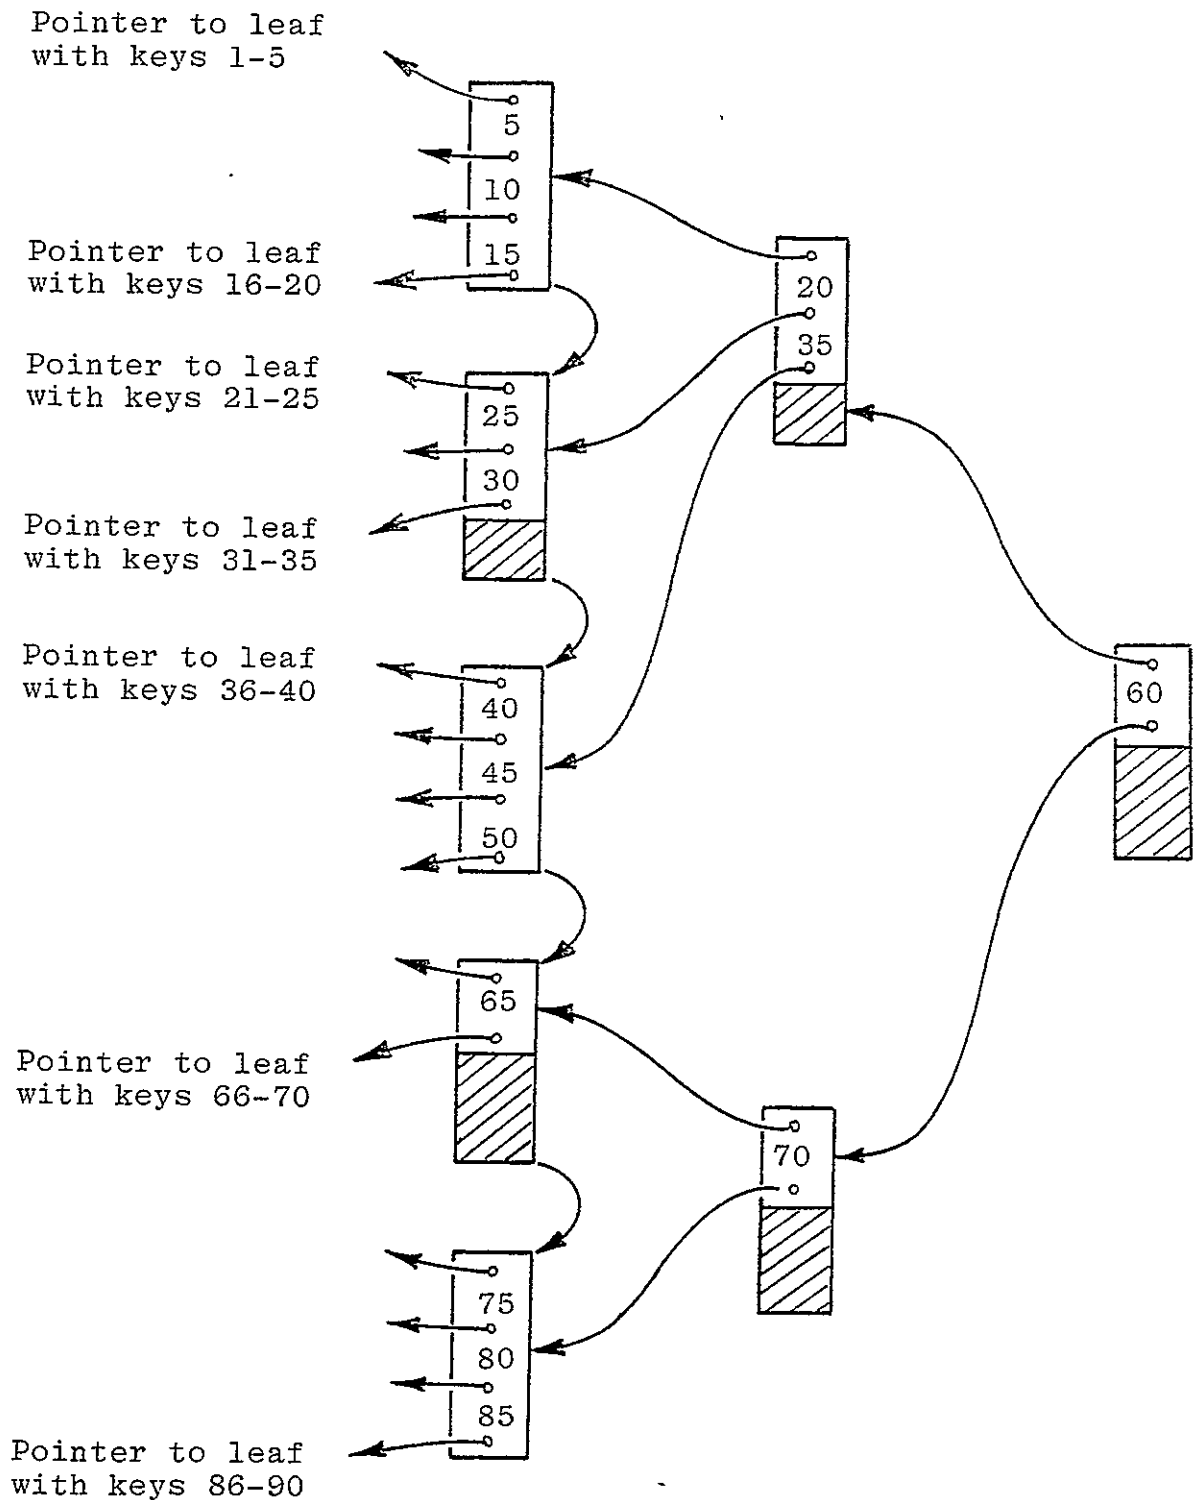 Pointer to leaf
with keys 1-5
5
10
15
Pointer to leaf
with keys 16-20
20
35
Pointer to leaf
with keys 21-25
25
30
Pointer to leaf
with keys 31-35
Pointer to leaf
with keys 36-40
40
45
50
60
65
Pointer to leaf
with keys 66-70
70
75
80
85
Pointer to leaf
with keys 86-90